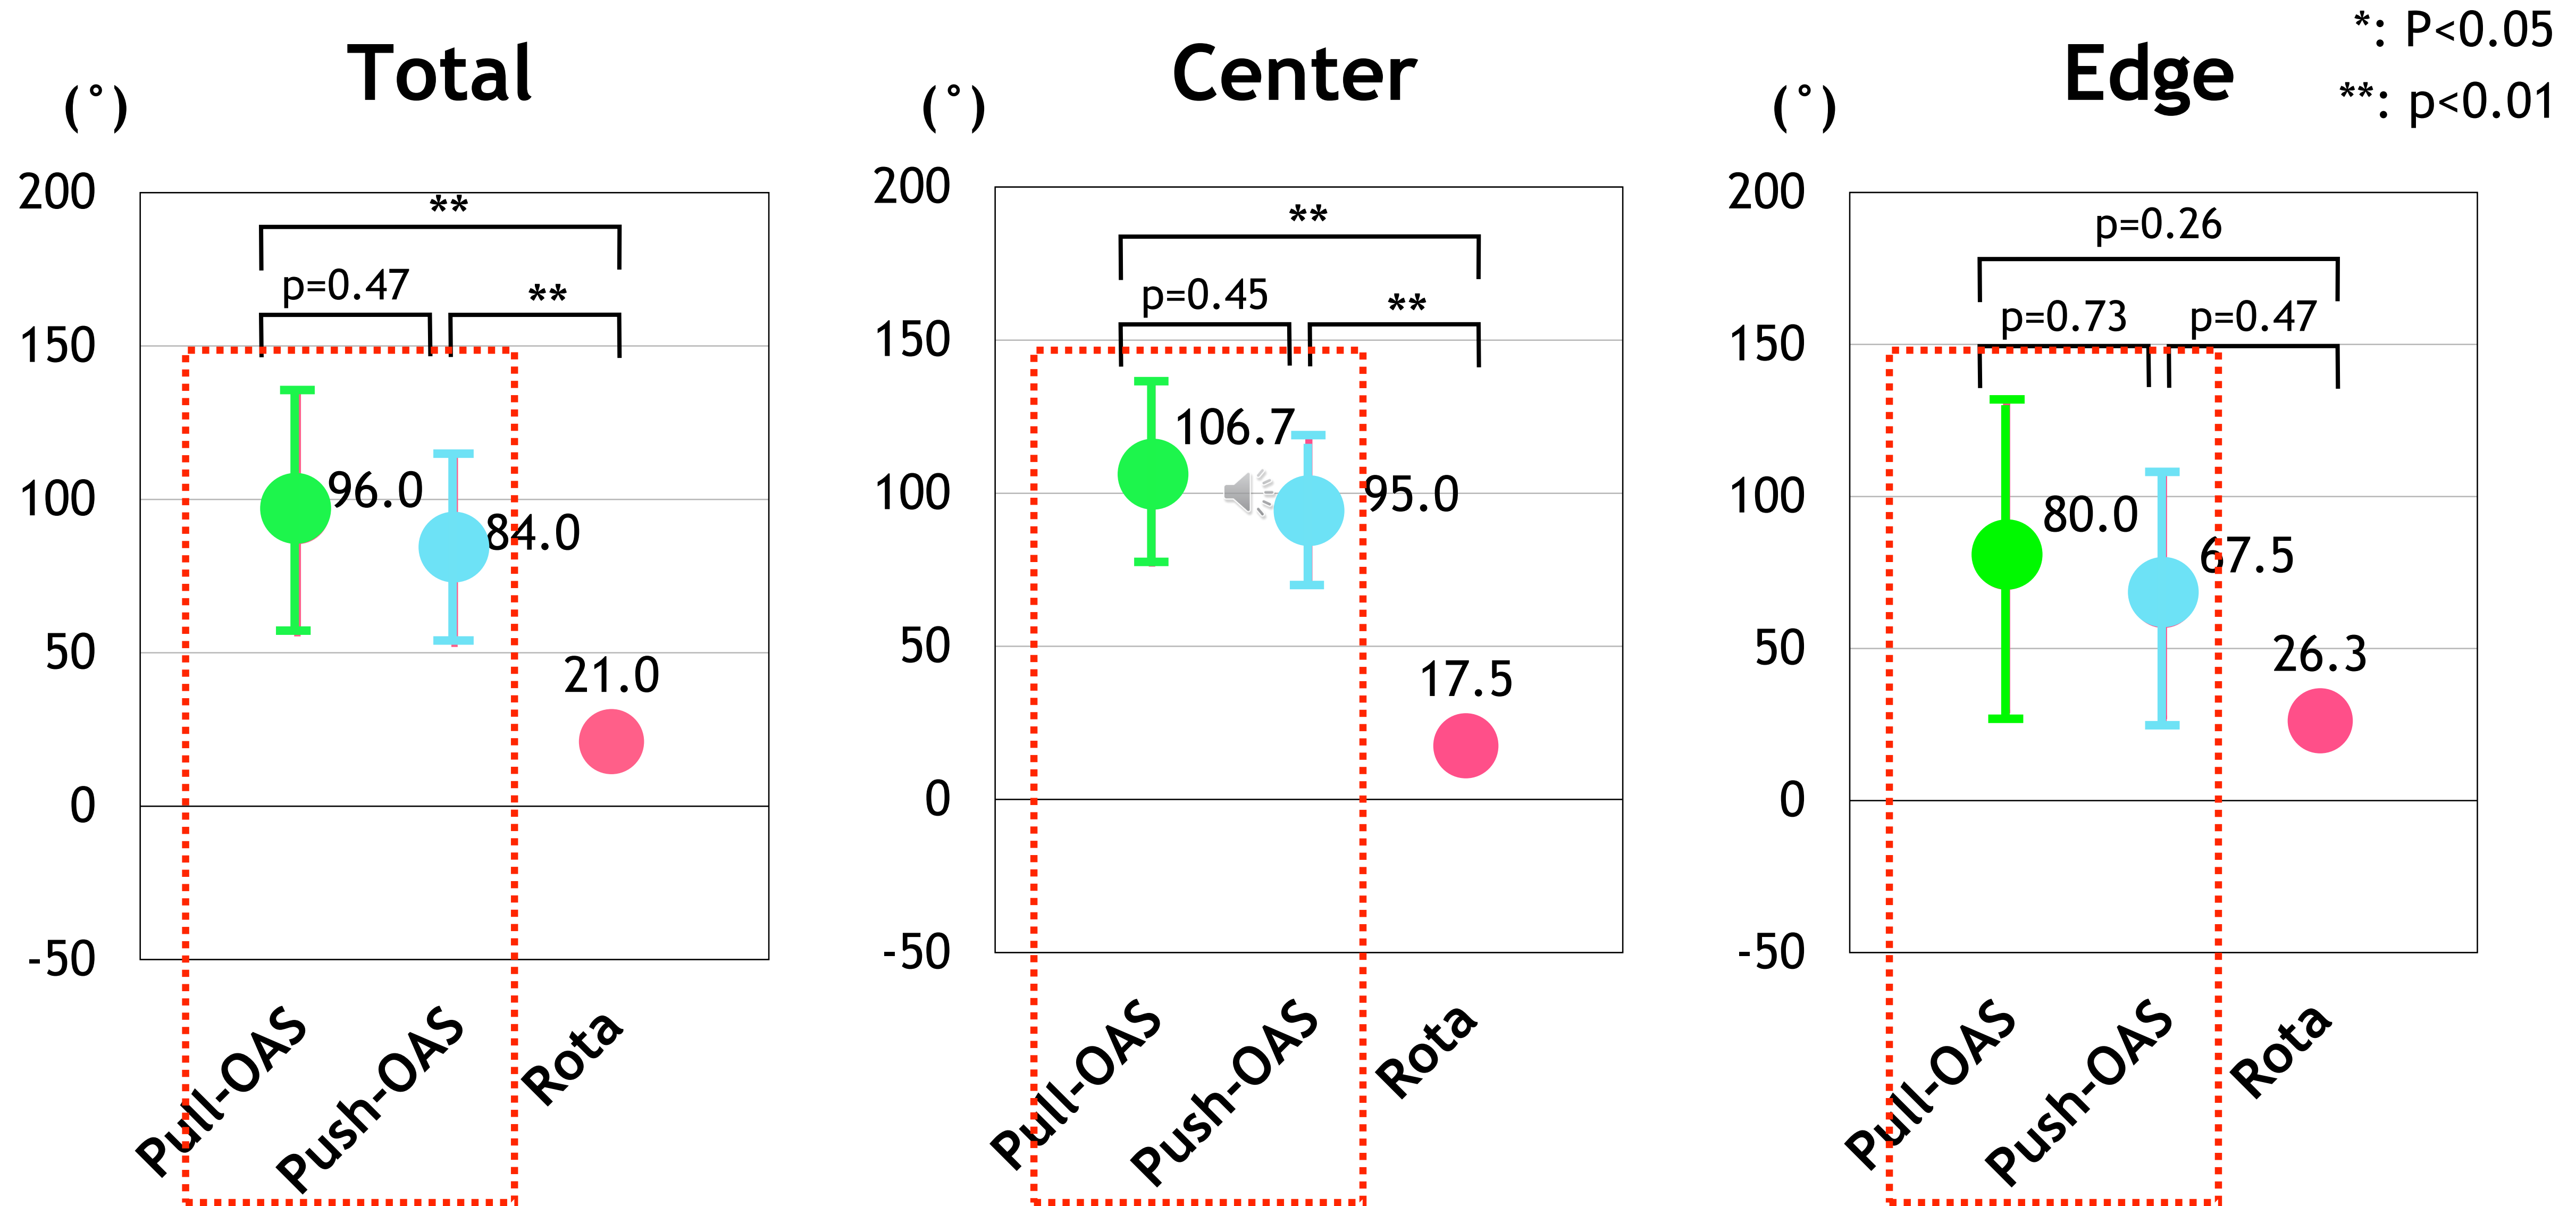 *: P<0.05
**: p<0.01
Total
(°)
200
150
100
50
0
-50
**
p=0.47
**
96.0
84.0
21.0
Pull-OAS
Push-OAS
Rota
Center
(°)
200
150
100
50
0
-50
**
p=0.45
**
106.7
95.0
17.5
Pull-OAS
Push-OAS
Rota
Edge
(°)
200
150
100
50
0
-50
p=0.26
p=0.73
p=0.47
80.0
67.5
26.3
Pull-OAS
Push-OAS
Rota